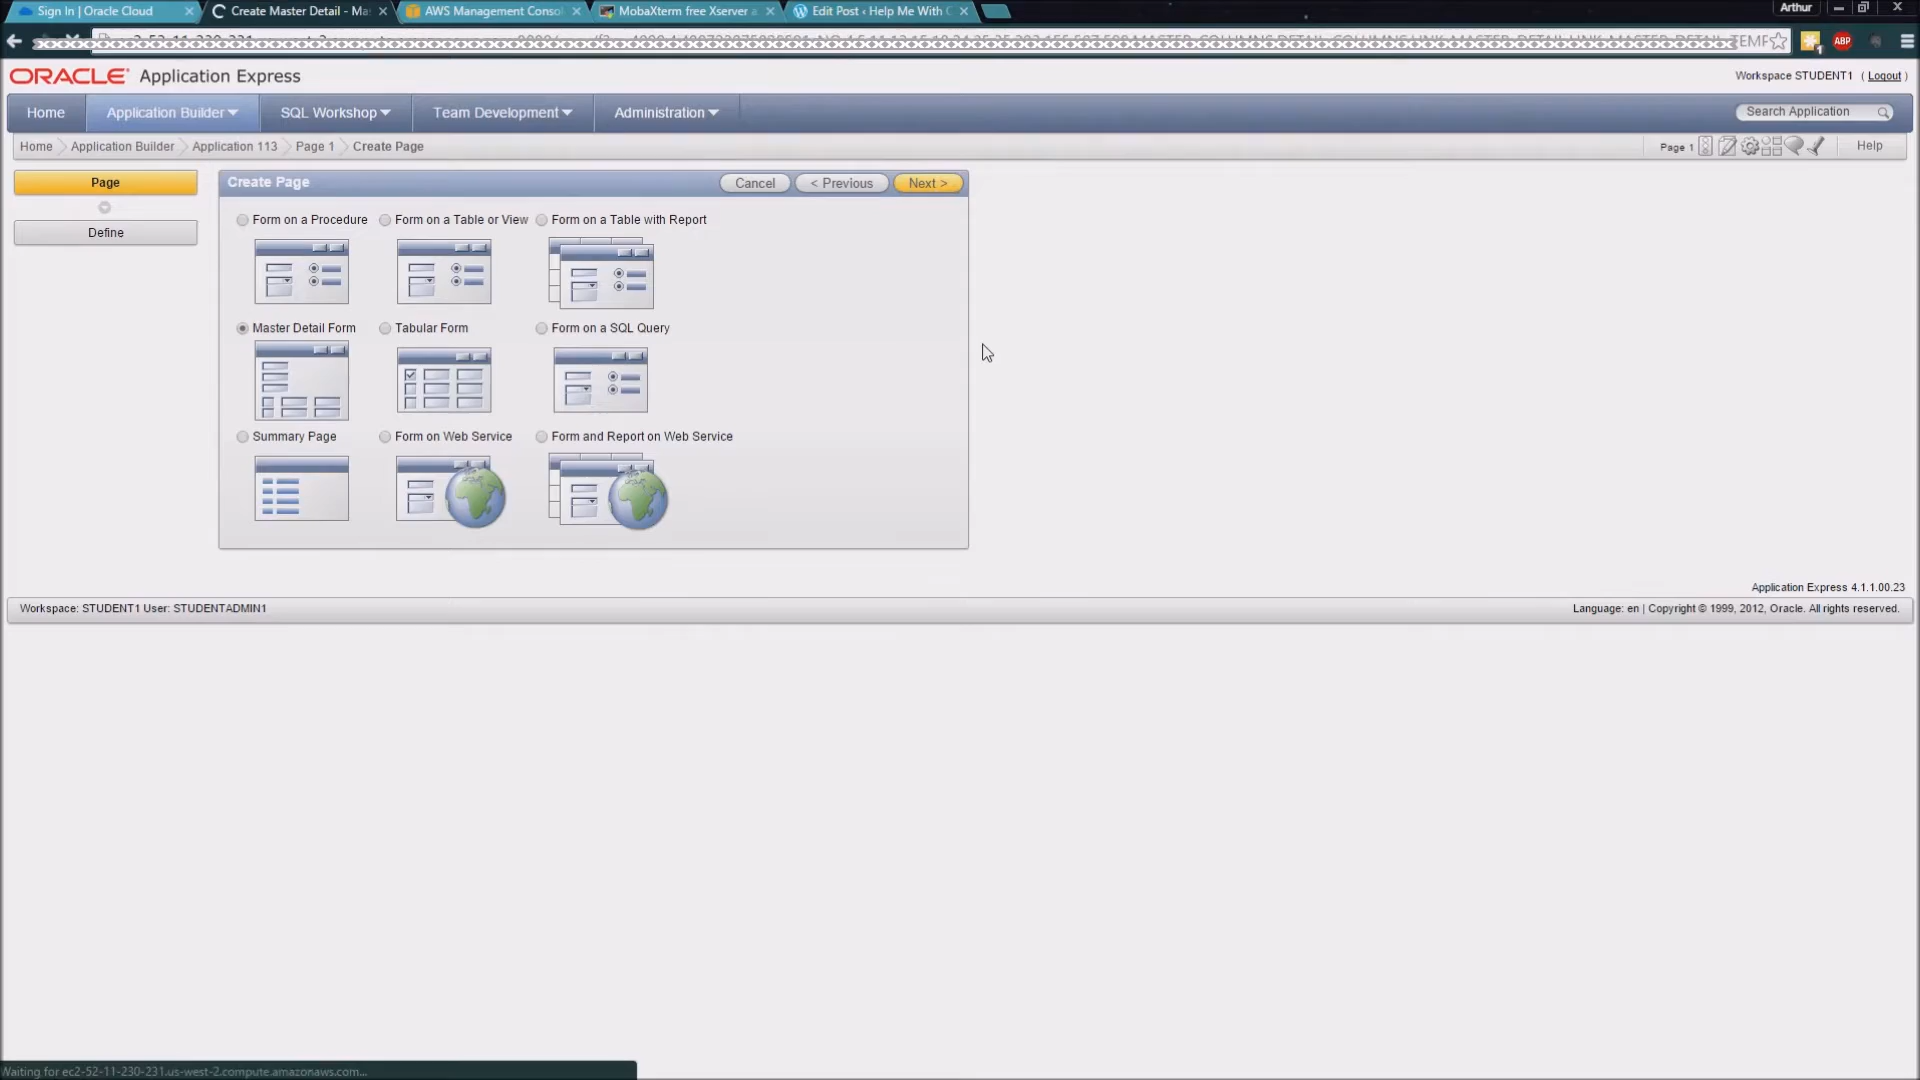 Sign In | Oracle Cloud
Create Master Detail - Ma
AWS Management Consol
MobaXterm free Xserver a
Edit Post ‹ Help Me With O
Arthur
TEMF
ABP
ORACLE Application Express
Workspace STUDENT1 ( Logout )
Home
Application Builder
SQL Workshop
Team Development
Administration
Search Application
Home
Application Builder
Application 113
Page 1
Create Page
Page 1
Help
Page
Define
Create Page
Cancel
< Previous
Next >
Form on a Procedure
Form on a Table or View
Form on a Table with Report
Master Detail Form
Tabular Form
Form on a SQL Query
Summary Page
Form on Web Service
Form and Report on Web Service
Application Express 4.1.1.00.23
Workspace: STUDENT1 User: STUDENTADMIN1
Language: en | Copyright © 1999, 2012, Oracle. All rights reserved.
Waiting for ec2-52-11-230-231.us-west-2.compute.amazonaws.com...